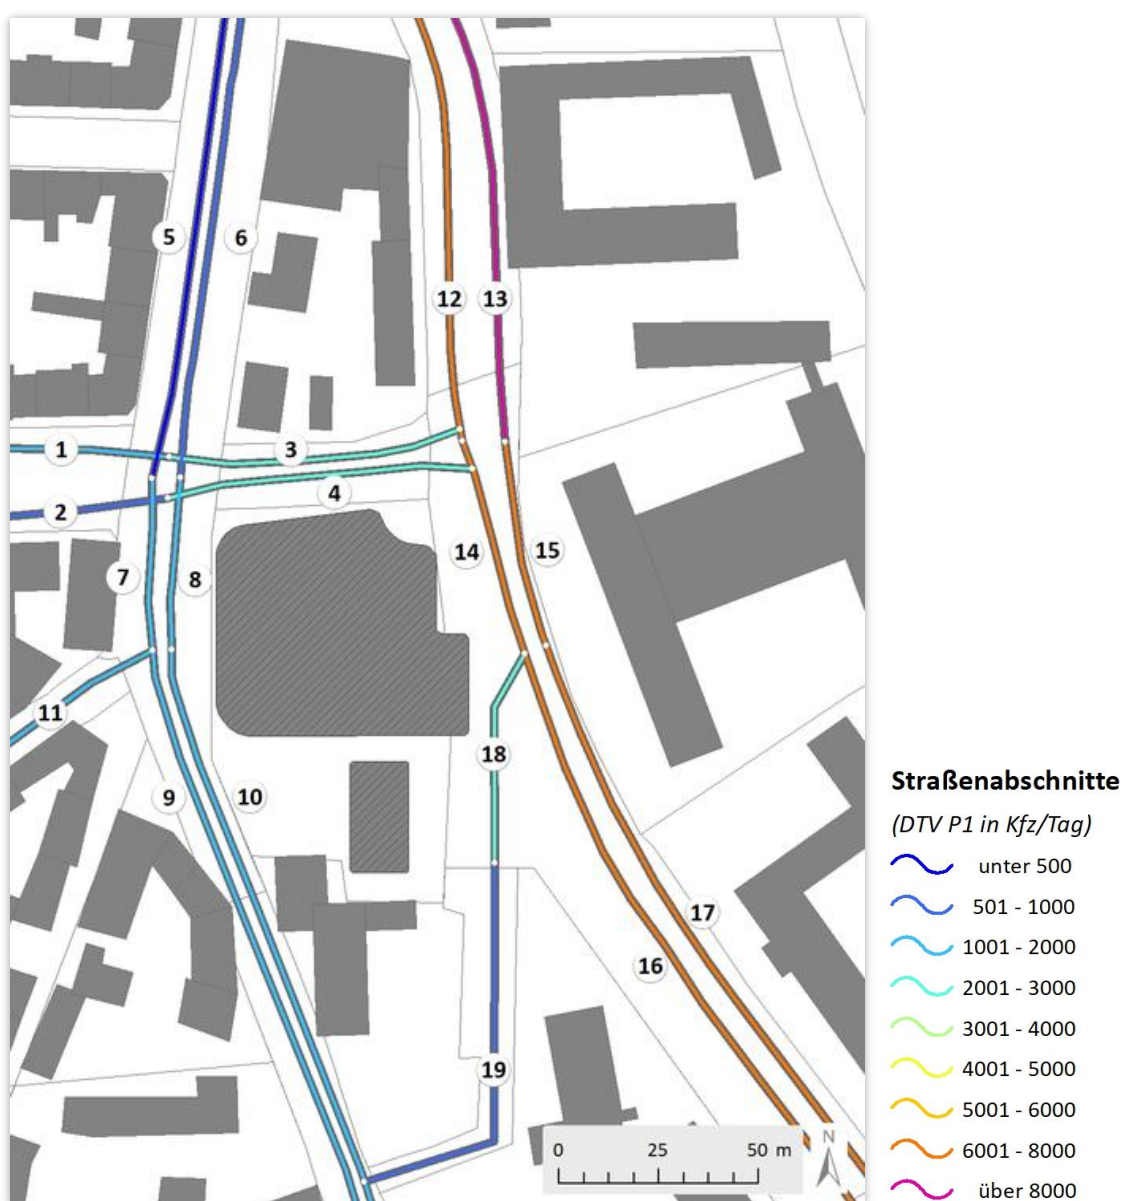 5
6
12
13
1
3
2
4
14
15
7
8
11
18
9
10
17
16
19
0 25 50 m
N
Straßenabschnitte
(DTV P1 in Kfz/Tag)
unter 500
501 - 1000
1001 - 2000
2001 - 3000
3001 - 4000
4001 - 5000
5001 - 6000
6001 - 8000
über 8000